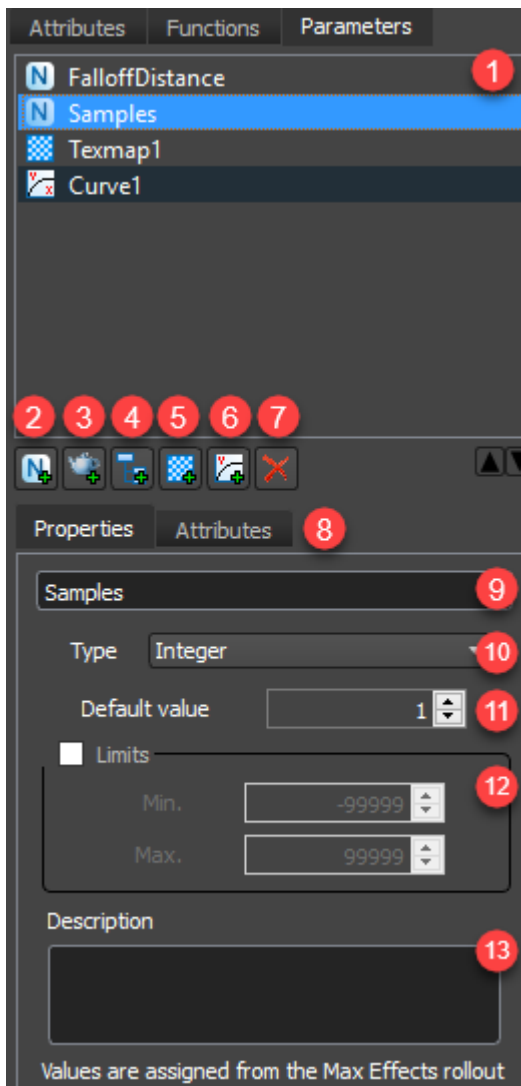 Attributes Functions Parameters
1
N FalloffDistance
N Samples
Texmap1
Y X Curve1
2 3 4 5 6 7
N
Properties Attributes 8
Samples 9
Type Integer 10
Default value 1 11
Limits 12
Min. -99999
Max. 99999
Description
13
Values are assigned from the Max Effects rollout